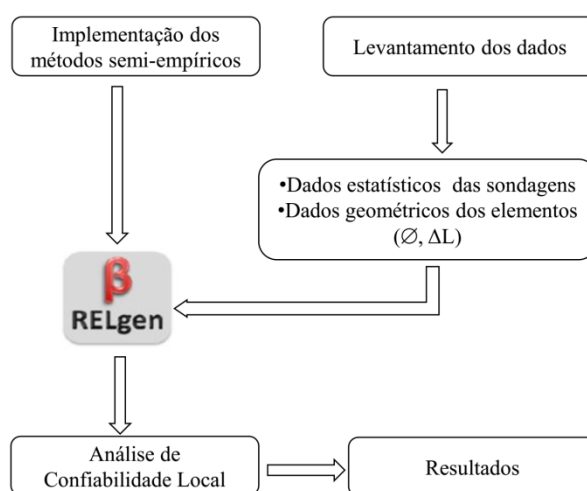 Implementação dos
métodos semi-empíricos
Levantamento dos dados
•Dados estatísticos das sondagens
•Dados geométricos dos elementos
(∅, ΔL)
β
RELgen
Análise de
Confiabilidade Local
Resultados